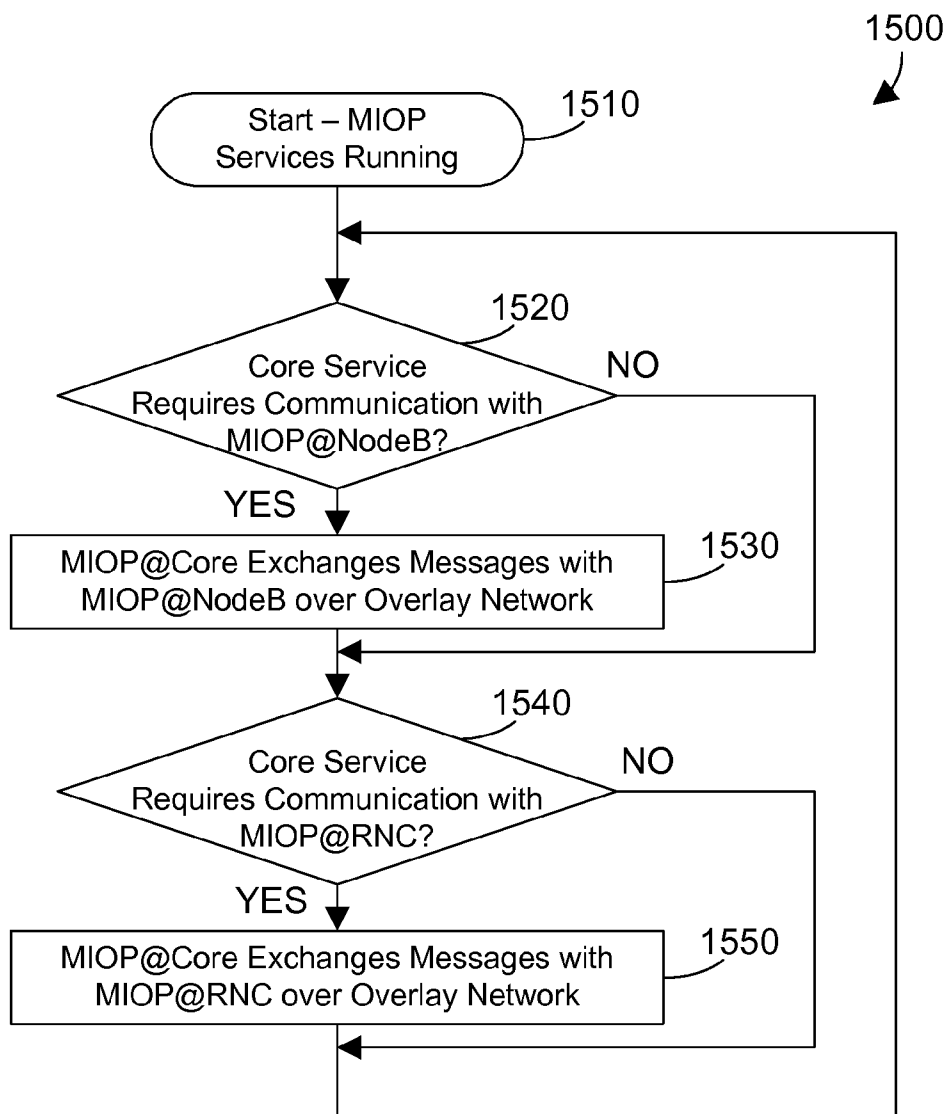 1500
Start – MIOP
Services Running
1510
1520
Core Service
Requires Communication with
MIOP@NodeB?
NO
YES
MIOP@Core Exchanges Messages with
MIOP@NodeB over Overlay Network
1530
1540
Core Service
Requires Communication with
MIOP@RNC?
NO
YES
MIOP@Core Exchanges Messages with
MIOP@RNC over Overlay Network
1550